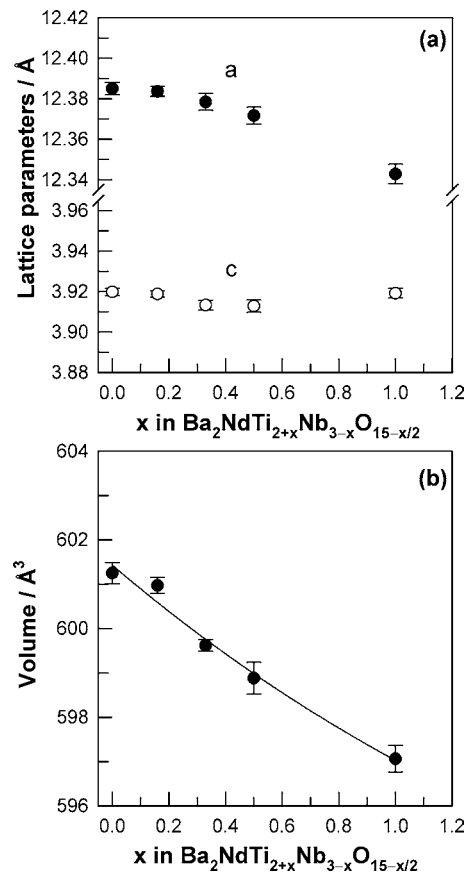 (a)
Lattice parameters / Å
12.42
12.40
12.38
12.36
12.34
3.96
3.94
3.92
3.90
3.88
a
c
0.0 0.2 0.4 0.6 0.8 1.0 1.2
x in Ba₂NdTi₂₊ₓNb₃₋ₓO₁₅₋ₓ/₂
(b)
Volume / Å³
604
602
600
598
596
0.0 0.2 0.4 0.6 0.8 1.0 1.2
x in Ba₂NdTi₂₊ₓNb₃₋ₓO₁₅₋ₓ/₂